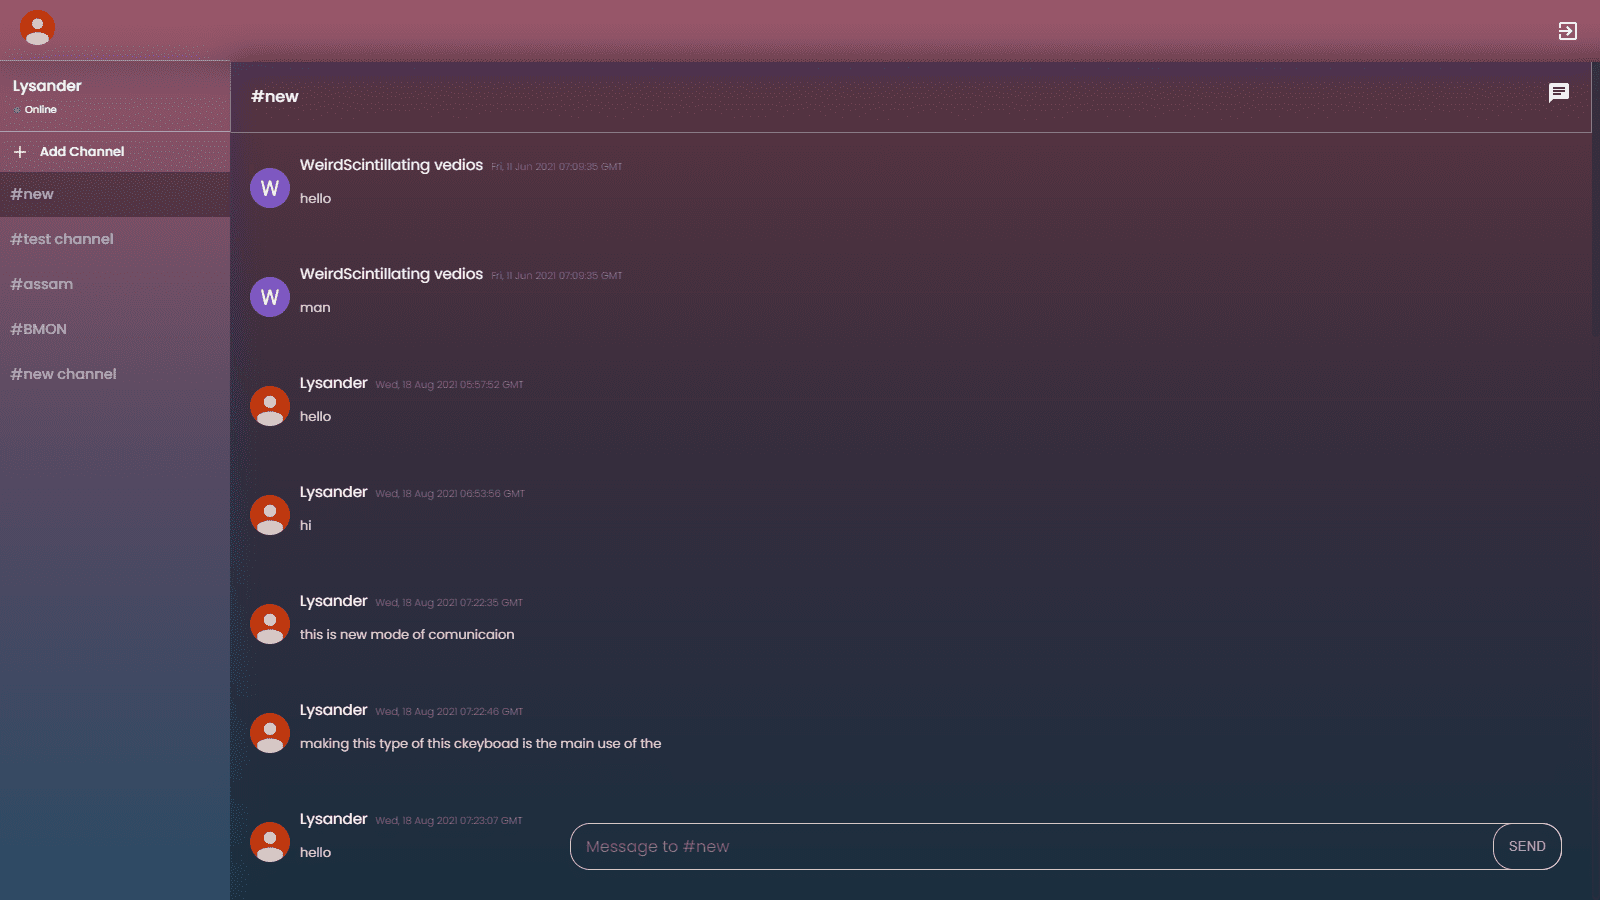 Lysander
Online
Add Channel
#new
#test channel
#assam
#BMON
#new channel
#new
WeirdScintillating vedios Fri, 11 Jun 2021 07:09:35 GMT
W
hello
WeirdScintillating vedios Fri, 11 Jun 2021 07:09:35 GMT
W
man
Lysander Wed, 18 Aug 2021 05:57:52 GMT
hello
Lysander Wed, 18 Aug 2021 06:53:56 GMT
hi
Lysander Wed, 18 Aug 2021 07:22:35 GMT
this is new mode of comunicaion
Lysander Wed, 18 Aug 2021 07:22:46 GMT
making this type of this ckeyboad is the main use of the
Lysander Wed, 18 Aug 2021 07:23:07 GMT
hello
Message to #new
SEND